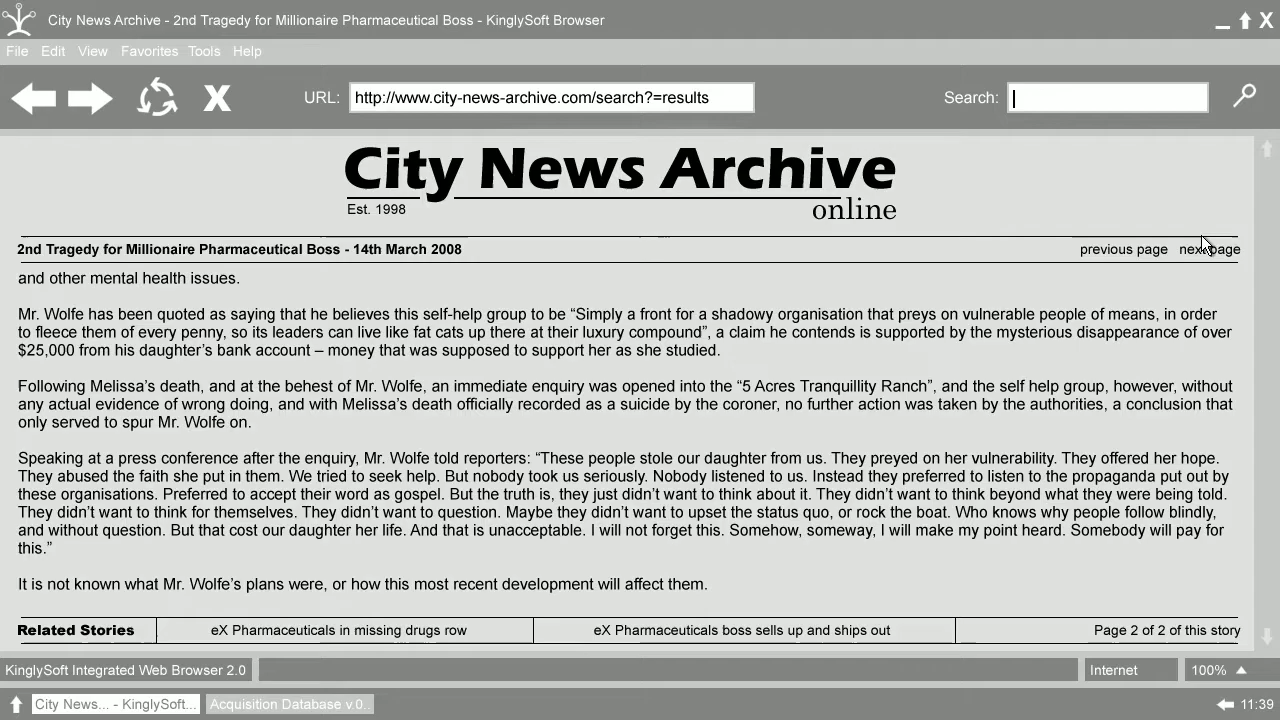 City News Archive - 2nd Tragedy for Millionaire Pharmaceutical Boss - KinglySoft Browser
File Edit View Favorites Tools Help
URL: http://www.city-news-archive.com/search?=results Search:
City News Archive
Est. 1998
online
2nd Tragedy for Millionaire Pharmaceutical Boss - 14th March 2008 previous page next page
and other mental health issues.
Mr. Wolfe has been quoted as saying that he believes this self-help group to be “Simply a front for a shadowy organisation that preys on vulnerable people of means, in order
to fleece them of every penny, so its leaders can live like fat cats up there at their luxury compound”, a claim he contends is supported by the mysterious disappearance of over
$25,000 from his daughter’s bank account – money that was supposed to support her as she studied.
Following Melissa’s death, and at the behest of Mr. Wolfe, an immediate enquiry was opened into the “5 Acres Tranquillity Ranch”, and the self help group, however, without
any actual evidence of wrong doing, and with Melissa’s death officially recorded as a suicide by the coroner, no further action was taken by the authorities, a conclusion that
only served to spur Mr. Wolfe on.
Speaking at a press conference after the enquiry, Mr. Wolfe told reporters: “These people stole our daughter from us. They preyed on her vulnerability. They offered her hope.
They abused the faith she put in them. We tried to seek help. But nobody took us seriously. Nobody listened to us. Instead they preferred to listen to the propaganda put out by
these organisations. Preferred to accept their word as gospel. But the truth is, they just didn’t want to think about it. They didn’t want to think beyond what they were being told.
They didn’t want to think for themselves. They didn’t want to question. Maybe they didn’t want to upset the status quo, or rock the boat. Who knows why people follow blindly,
and without question. But that cost our daughter her life. And that is unacceptable. I will not forget this. Somehow, someway, I will make my point heard. Somebody will pay for
this.”
It is not known what Mr. Wolfe’s plans were, or how this most recent development will affect them.
Related Stories eX Pharmaceuticals in missing drugs row eX Pharmaceuticals boss sells up and ships out Page 2 of 2 of this story
KinglySoft Integrated Web Browser 2.0 Internet 100%
City News... - KinglySoft... Acquisition Database v.0.. 11:39